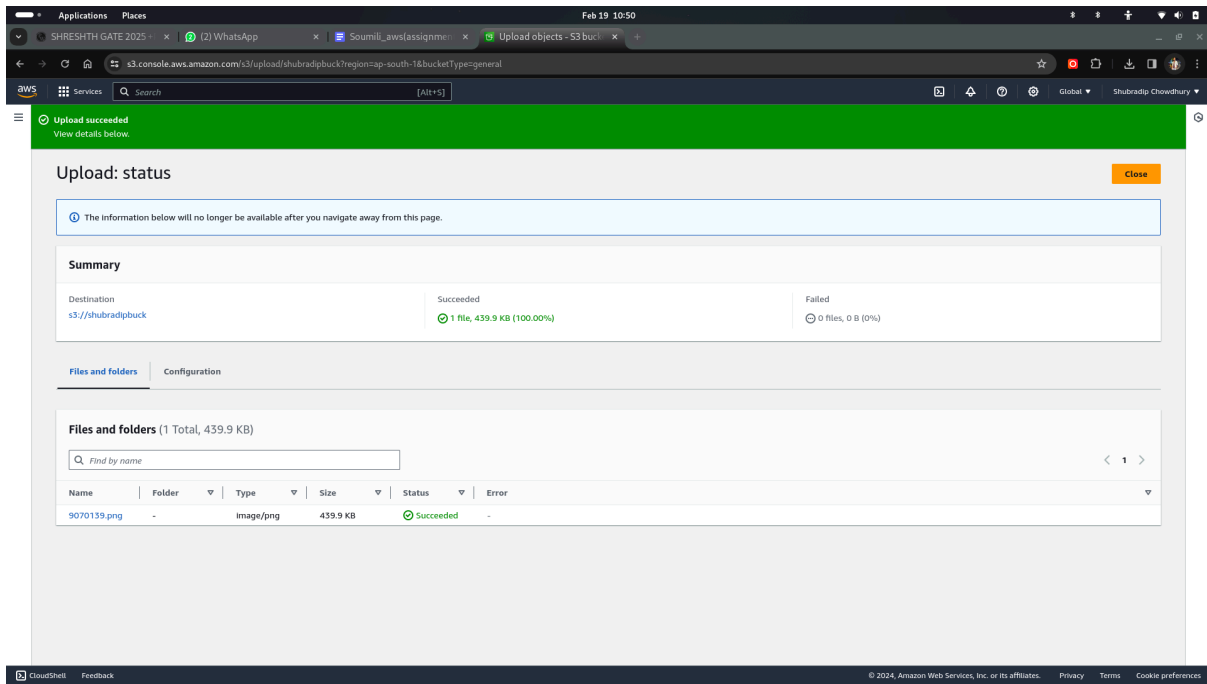 Applications Places Feb 19 10:50
SHRESHTH GATE 2025 (2) WhatsApp Soumili_aws(assignmen Upload objects - S3 buck
s3.console.aws.amazon.com/s3/upload/shubradipbuck?region=ap-south-1&bucketType=general
aws Services Search [Alt+S] Global Shubradip Chowdhury
Upload succeeded
View details below.
Upload: status Close
The information below will no longer be available after you navigate away from this page.
Summary
Destination Succeeded Failed
s3://shubradipbuck 1 file, 439.9 KB (100.00%) 0 files, 0 B (0%)
Files and folders Configuration
Files and folders (1 Total, 439.9 KB)
Find by name 1
Name Folder Type Size Status Error
9070139.png - image/png 439.9 KB Succeeded -
CloudShell Feedback © 2024, Amazon Web Services, Inc. or its affiliates. Privacy Terms Cookie preferences